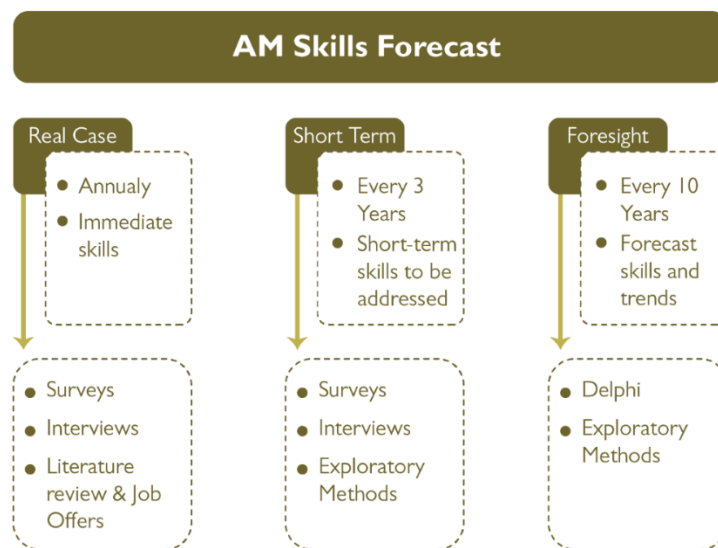 AM Skills Forecast
Real Case
Annualy
Immediate
skills
Surveys
Interviews
Literature
review & Job
Offers
Short Term
Every 3
Years
Short-term
skills to be
addressed
Surveys
Interviews
Exploratory
Methods
Foresight
Every 10
Years
Forecast
skills and
trends
Delphi
Exploratory
Methods